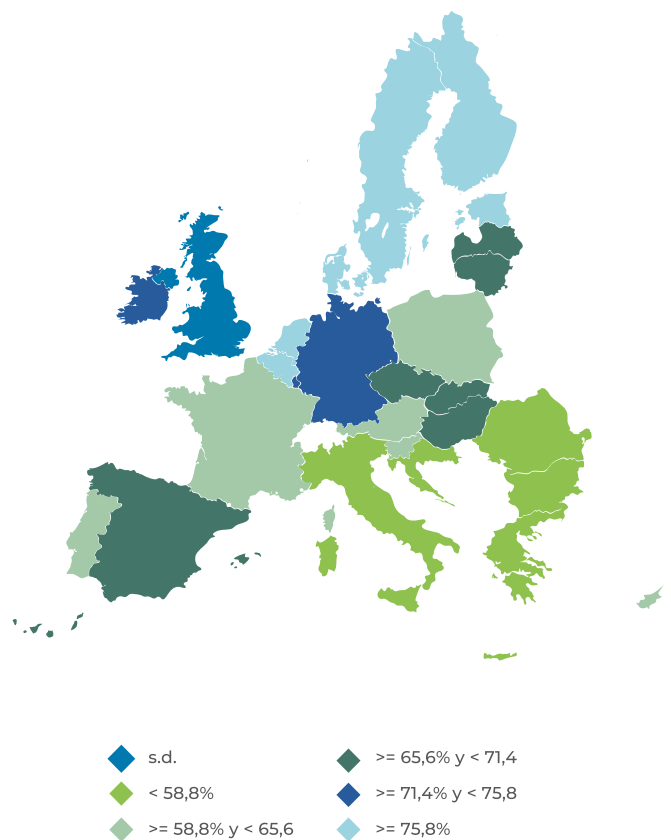 s.d.
< 58,8%
>= 58,8% y < 65,6
>= 65,6% y < 71,4
>= 71,4% y < 75,8
>= 75,8%